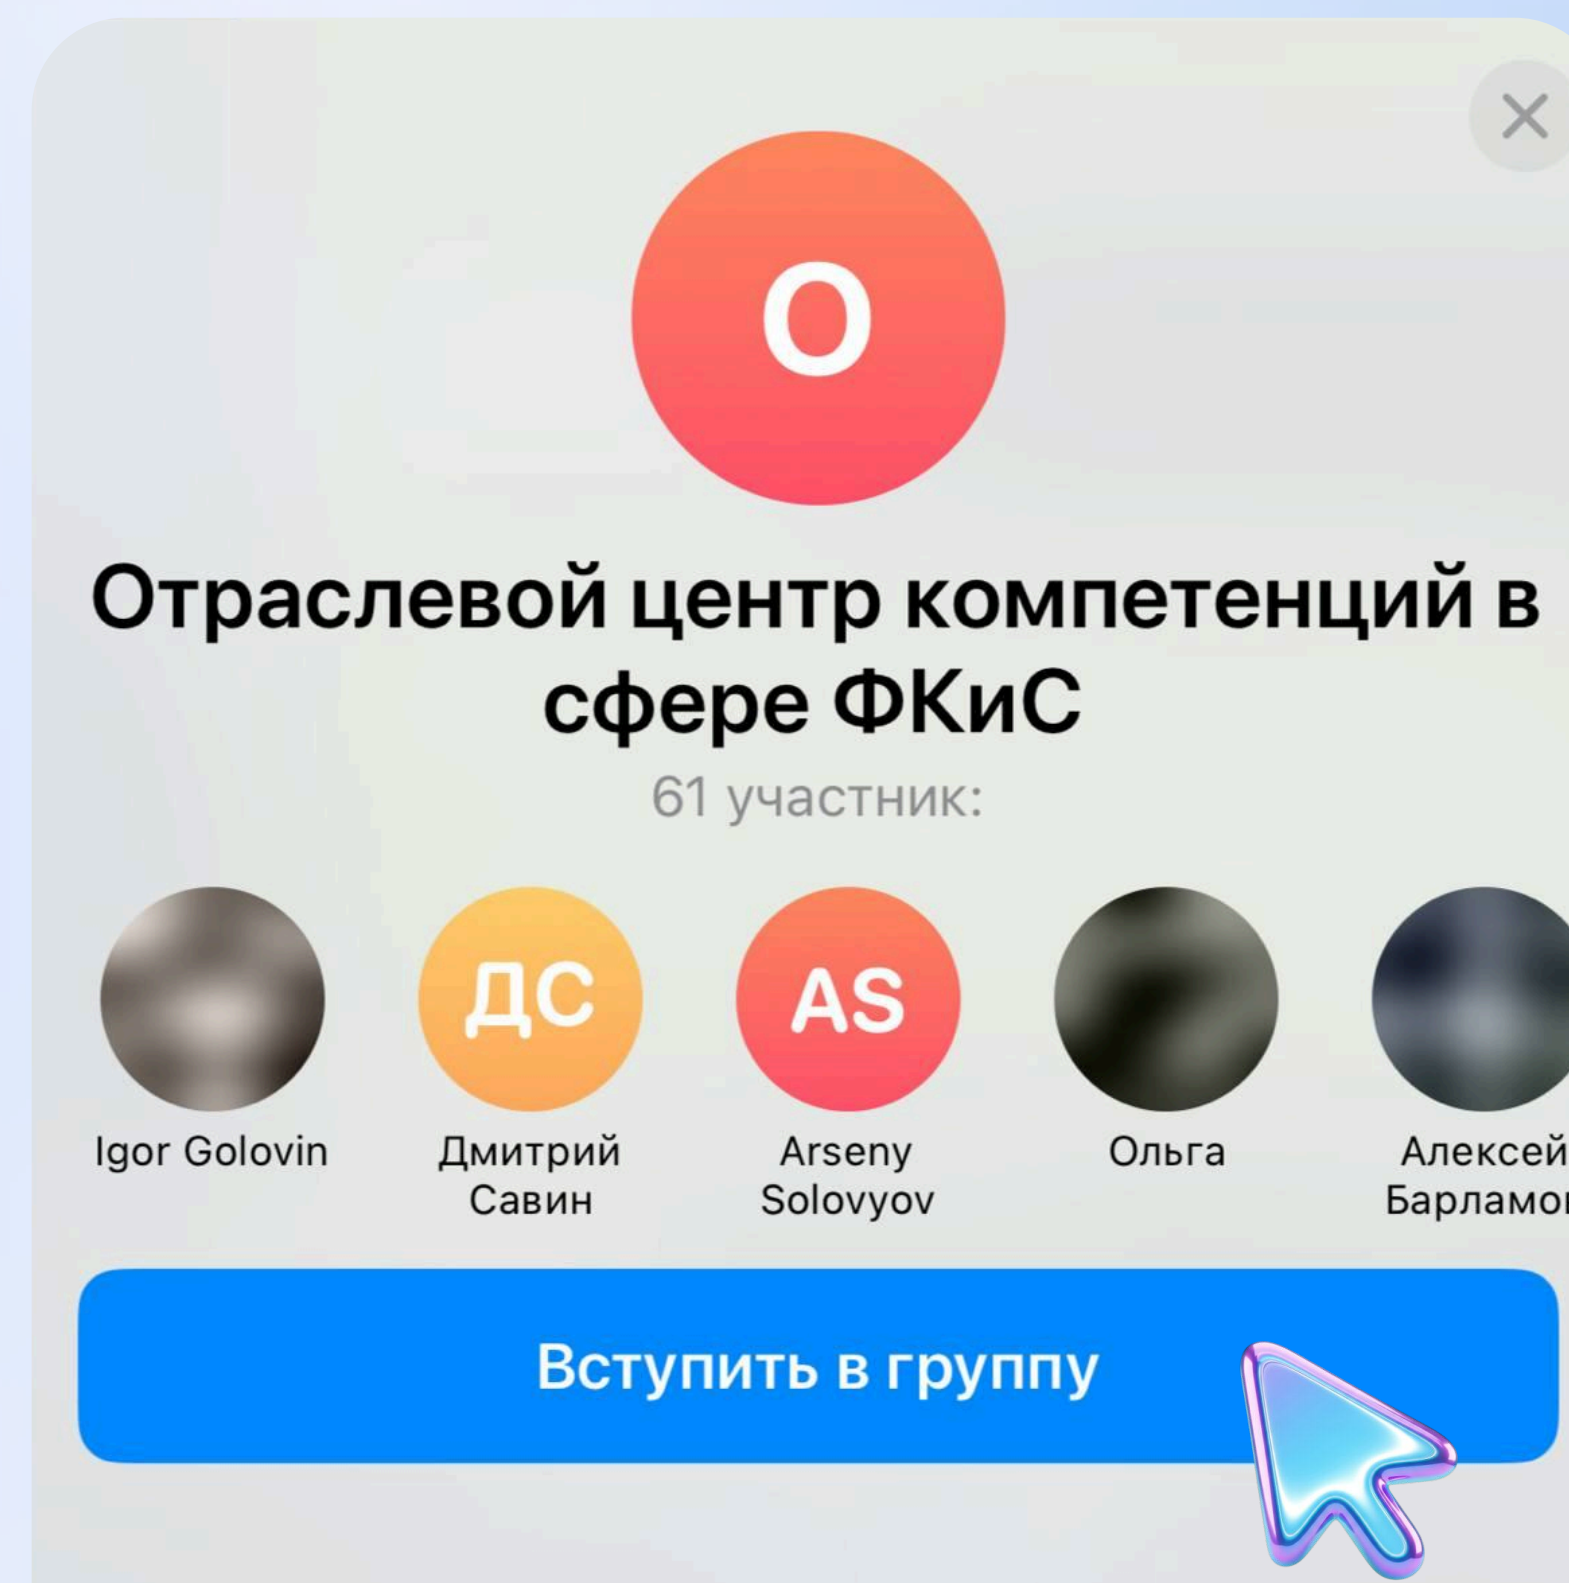 О
Отраслевой центр компетенций в
сфере ФКиС
61 участник:
ДС
AS
Igor Golovin
Дмитрий
Савин
Arseny
Solovyov
Ольга
Алексей
Вступить в группу